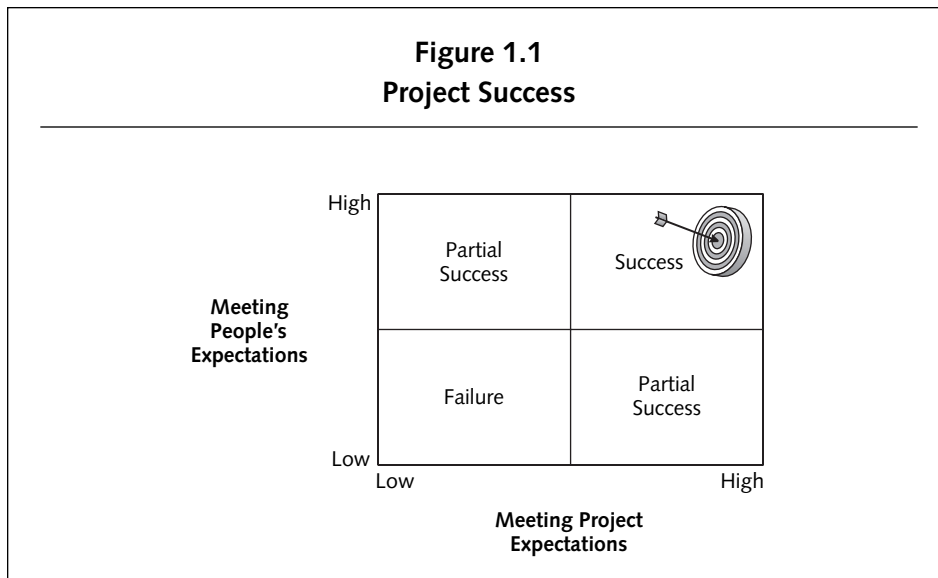 Figure 1.1
Project Success
High
Partial
Success
Success
Meeting
People's
Expectations
Failure
Partial
Success
Low
Low
High
Meeting Project
Expectations